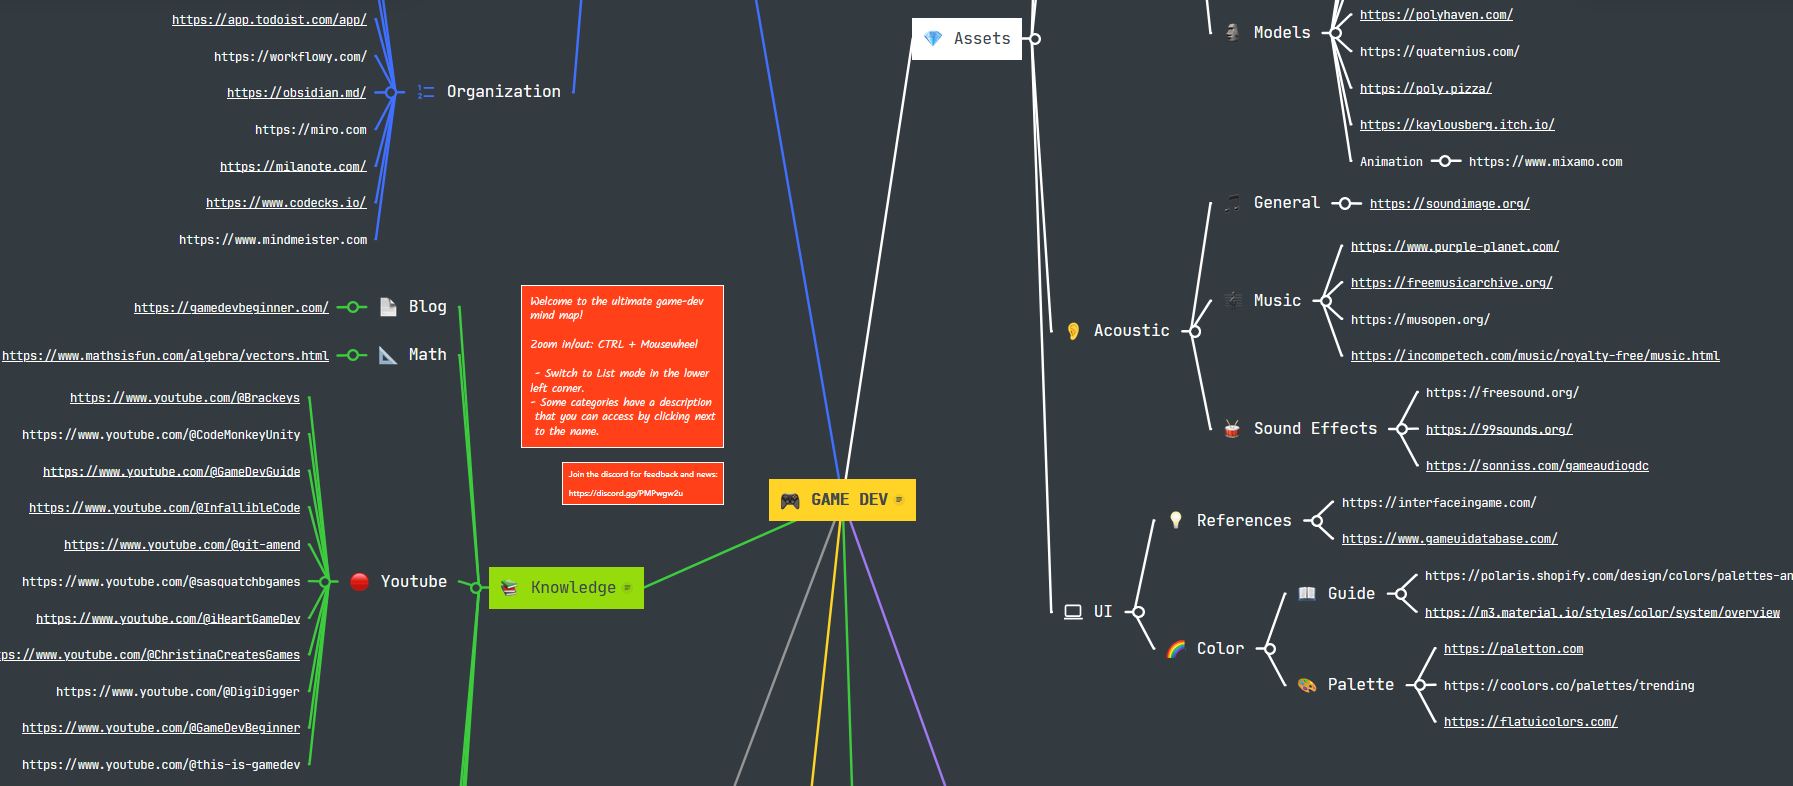 https://app.todoist.com/app/
https://workflowy.com/
https://obsidian.md/
https://miro.com
https://milanote.com/
https://www.codecks.io/
https://www.mindmeister.com
Organization
https://gamedevbeginner.com/
Blog
https://www.mathsisfun.com/algebra/vectors.html
Math
https://www.youtube.com/@Brackeys
https://www.youtube.com/@CodeMonkeyUnity
https://www.youtube.com/@GameDevGuide
https://www.youtube.com/@InfallibleCode
https://www.youtube.com/@git-amend
https://www.youtube.com/@sasquatchbgames
https://www.youtube.com/@iHeartGameDev
ps://www.youtube.com/@ChristinaCreatesGames
https://www.youtube.com/@DigiDigger
https://www.youtube.com/@GameDevBeginner
https://www.youtube.com/@this-is-gamedev
Youtube
Knowledge
Welcome to the ultimate game-dev
mind map!
Zoom in/out: CTRL + Mousewheel
- Switch to List mode in the lower
left corner.
- Some categories have a description
that you can access by clicking next
to the name.
Join the discord for feedback and news:
https://discord.gg/PMPwgw2u
GAME DEV
Assets
Models
https://polyhaven.com/
https://quaternius.com/
https://poly.pizza/
https://kaylousberg.itch.io/
Animation
https://www.mixamo.com
Acoustic
General
https://soundimage.org/
Music
https://www.purple-planet.com/
https://freemusicarchive.org/
https://musopen.org/
https://incompetech.com/music/royalty-free/music.html
Sound Effects
https://freesound.org/
https://99sounds.org/
https://sonniss.com/gameaudiogdc
UI
References
https://interfaceingame.com/
https://www.gameuidatabase.com/
Color
Guide
https://polaris.shopify.com/design/colors/palettes-an
https://m3.material.io/styles/color/system/overview
Palette
https://paletton.com
https://coolors.co/palettes/trending
https://flatuicolors.com/